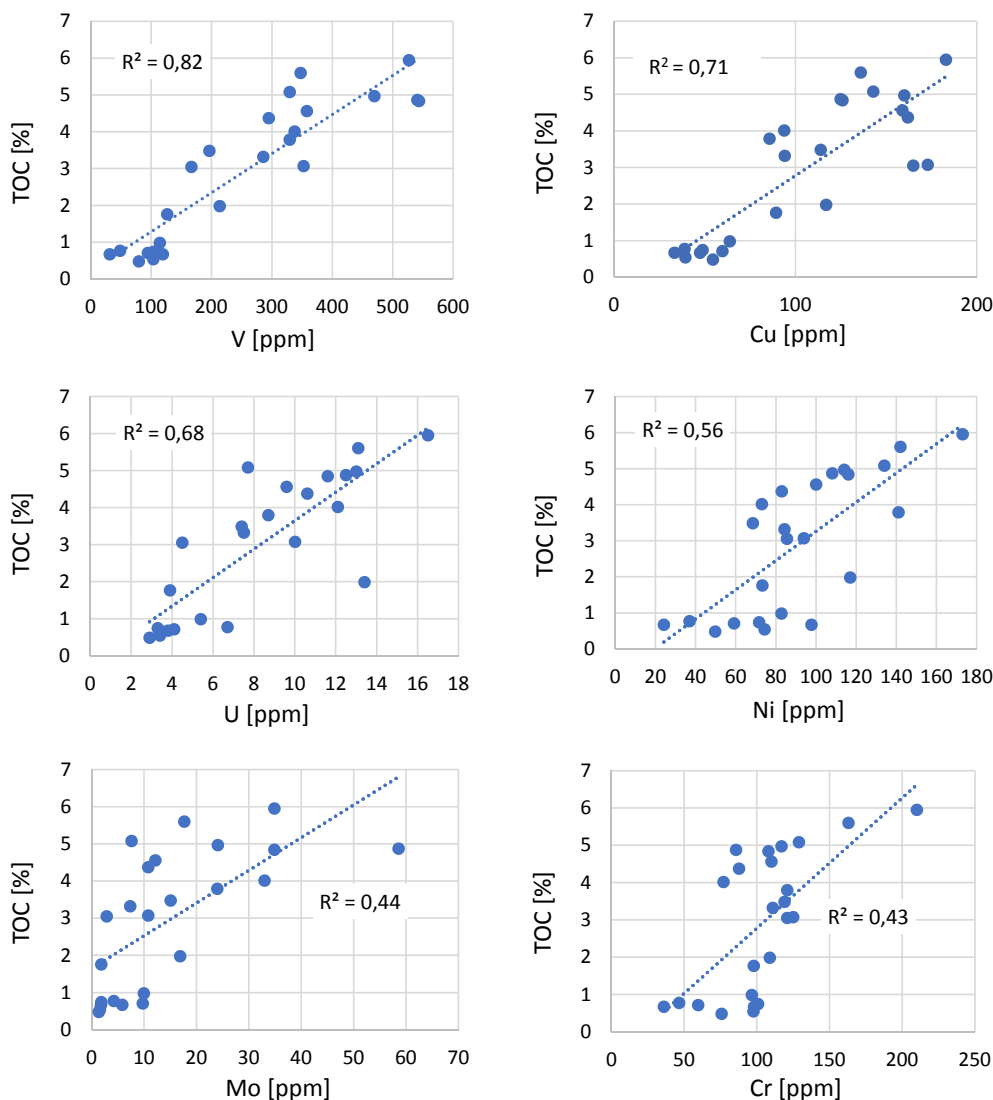 7
6
5
4
3
2
1
0
TOC [%]
R² = 0,82
0 100 200 300 400 500 600
V [ppm]
7
6
5
4
3
2
1
0
TOC [%]
R² = 0,71
0 100 200
Cu [ppm]
7
6
5
4
3
2
1
0
TOC [%]
R² = 0,68
0 2 4 6 8 10 12 14 16 18
U [ppm]
7
6
5
4
3
2
1
0
TOC [%]
R² = 0,56
0 20 40 60 80 100 120 140 160 180
Ni [ppm]
7
6
5
4
3
2
1
0
TOC [%]
R² = 0,44
0 10 20 30 40 50 60 70
Mo [ppm]
7
6
5
4
3
2
1
0
TOC [%]
R² = 0,43
0 50 100 150 200 250
Cr [ppm]